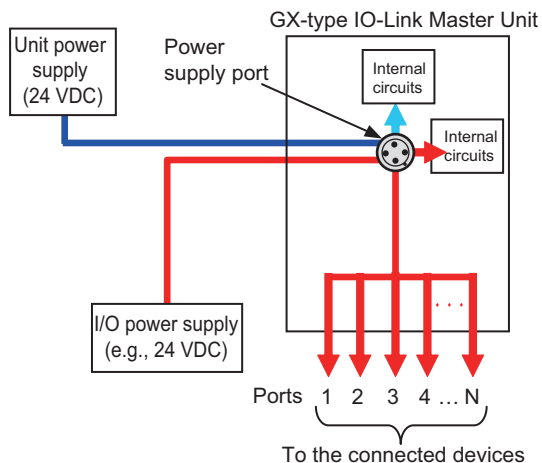 GX-type IO-Link Master Unit
Unit power
supply
(24 VDC)
Power
supply port
Internal
circuits
Internal
circuits
I/O power supply
(e.g., 24 VDC)
. . .
Ports 1 2 3 4 ... N
To the connected devices